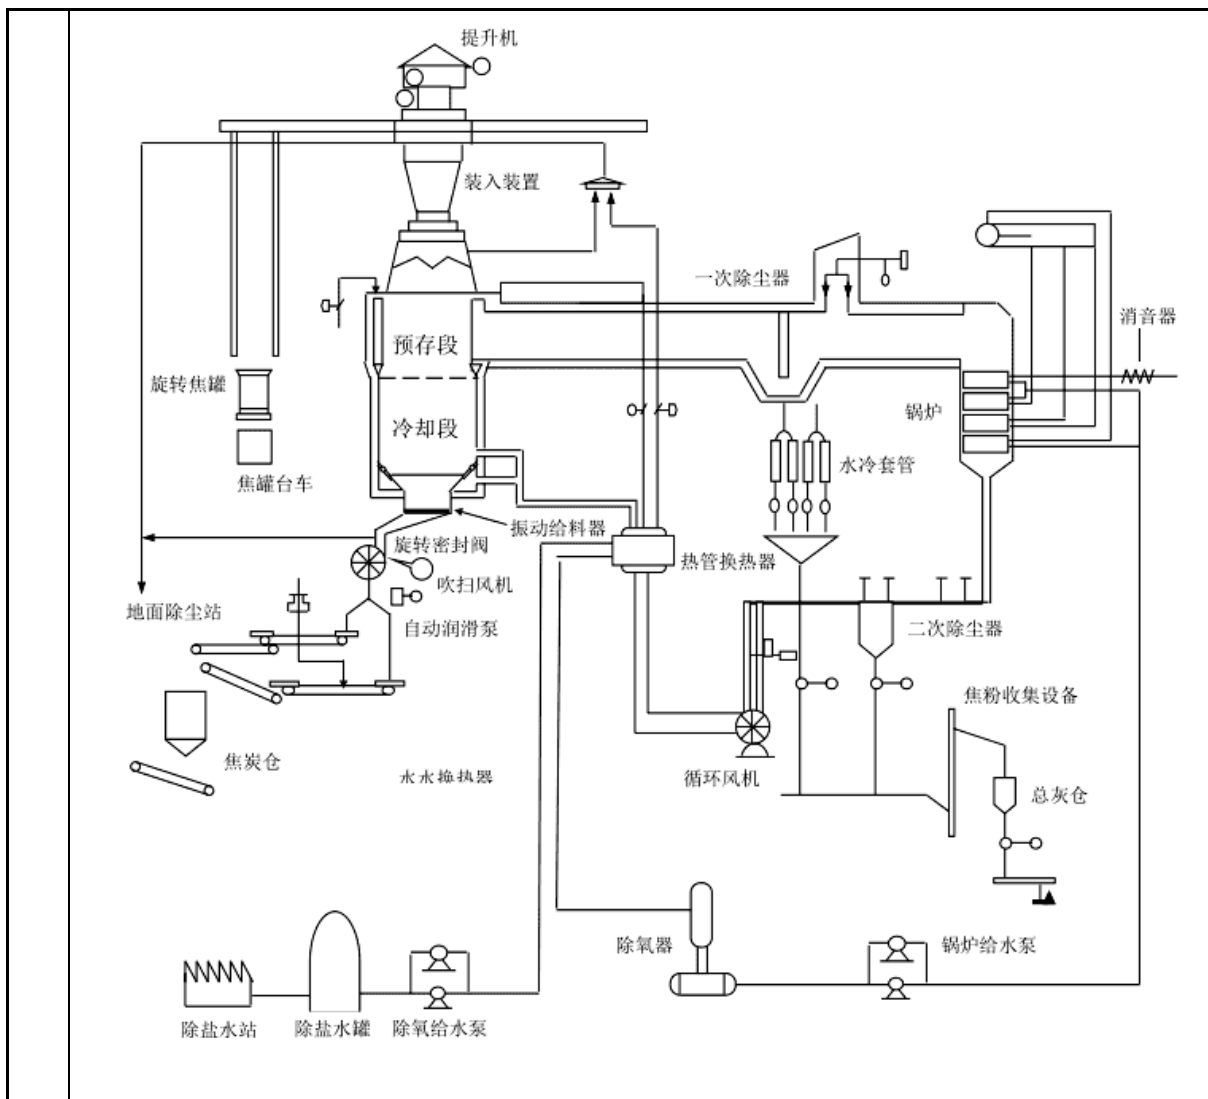 提升机
装入装置
一次除尘器
消音器
预存段
旋转焦罐
冷却段
锅炉
水冷套管
焦罐台车
振动给料器
旋转密封阀
热管换热器
吹扫风机
地面除尘站
自动润滑泵
二次除尘器
焦粉收集设备
焦炭仓
水水换热器
循环风机
总灰仓
除氧器
锅炉给水泵
除盐水站
除盐水罐
除氧给水泵